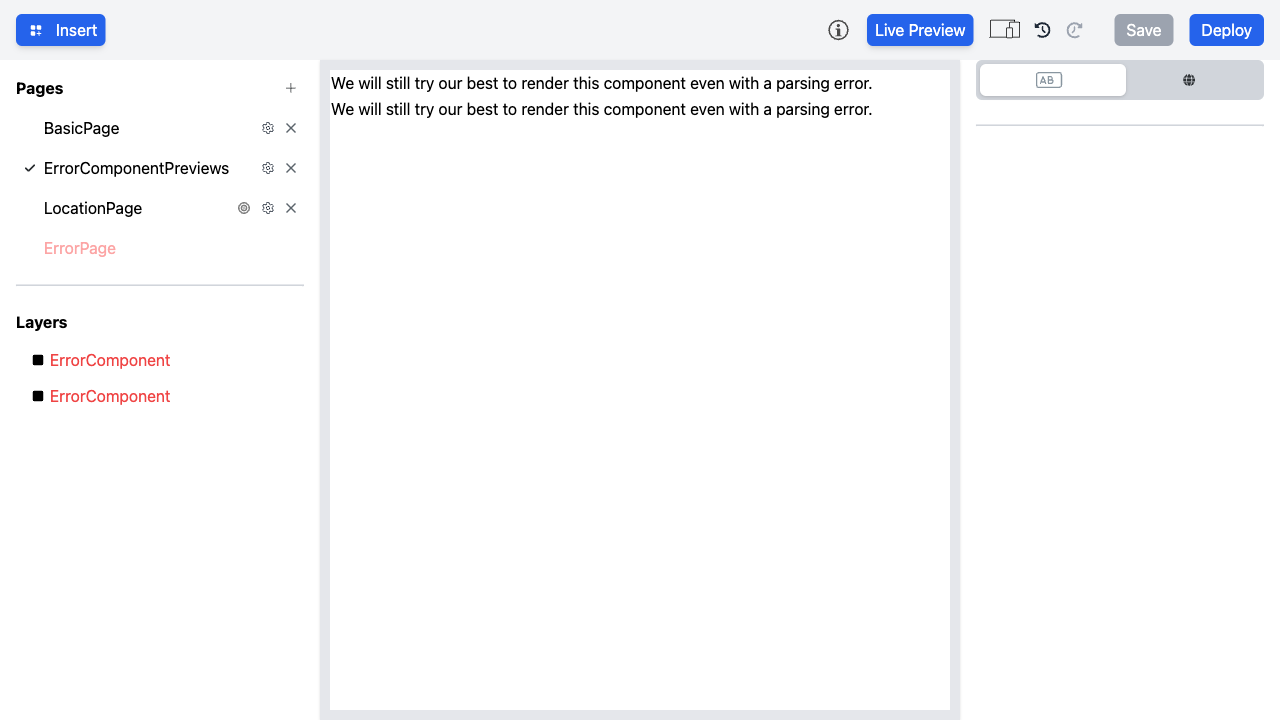 Insert
Live Preview
Save
Deploy
Pages
BasicPage
ErrorComponentPreviews
LocationPage
ErrorPage
Layers
ErrorComponent
ErrorComponent
We will still try our best to render this component even with a parsing error.
We will still try our best to render this component even with a parsing error.
AB